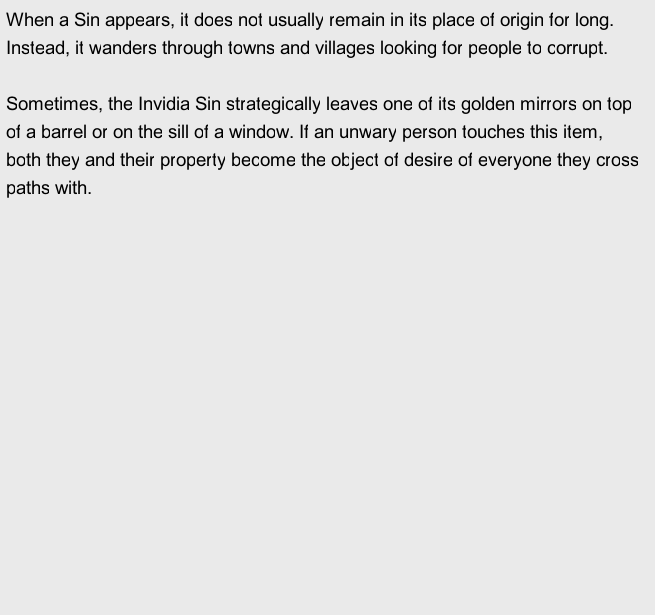 When a Sin appears, it does not usually remain in its place of origin for long.
Instead, it wanders through towns and villages looking for people to corrupt.
Sometimes, the Invidia Sin strategically leaves one of its golden mirrors on top
of a barrel or on the sill of a window. If an unwary person touches this item,
both they and their property become the object of desire of everyone they cross
paths with.